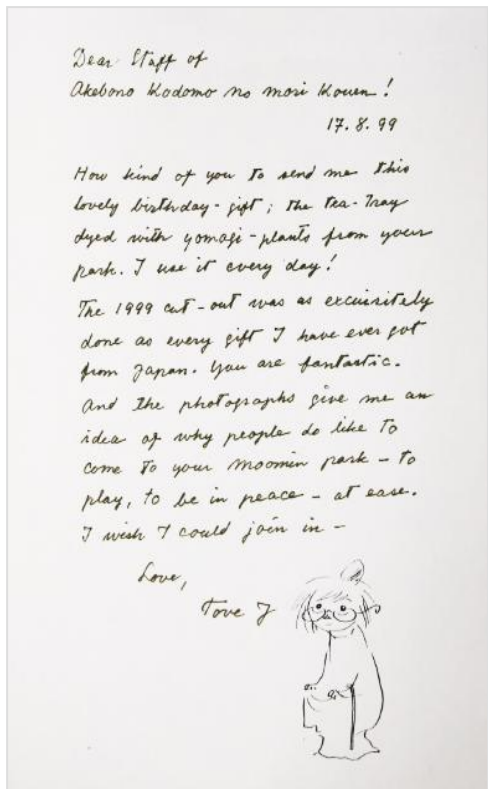 Dear Staff of
Akebono Kodomo no mori Kouen!
17.8.99
How kind of you to send me this
lovely birthday-gift; the tea-tray
dyed with yomogi-plants from your
park. I use it every day!
The 1999 cut-out was as excuisitely
done as every gift I have ever got
from Japan. You are fantastic.
And the photographs give me an
idea of why people do like to
come to your Moomin park – to
play, to be in peace – at ease.
I wish I could join in –
Love,
Tove J